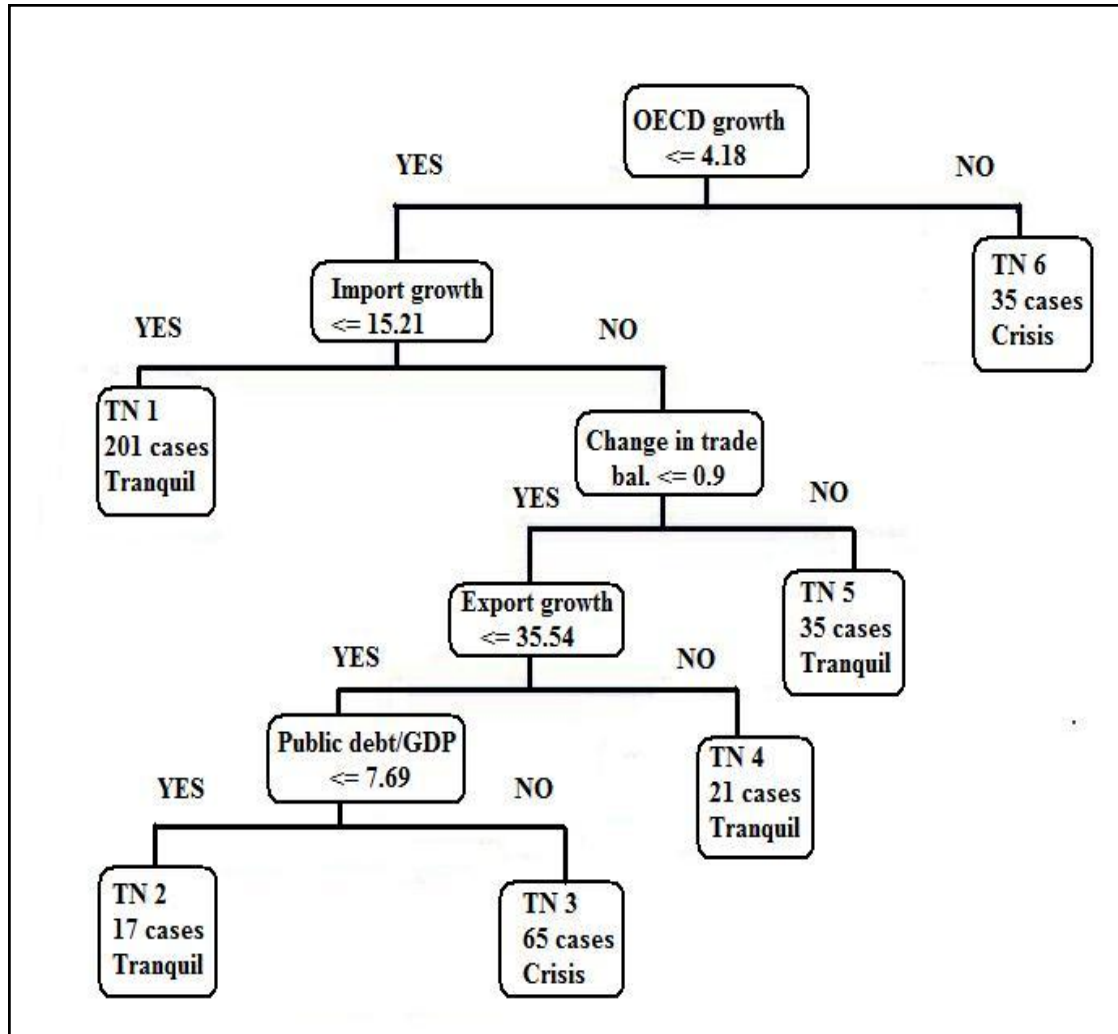 OECD growth
<= 4.18
YES
NO
Import growth
<= 15.21
TN 6
35 cases
Crisis
YES
NO
TN 1
201 cases
Tranquil
Change in trade
bal. <= 0.9
YES
NO
Export growth
<= 35.54
TN 5
35 cases
Tranquil
YES
NO
Public debt/GDP
<= 7.69
TN 4
21 cases
Tranquil
YES
NO
TN 2
17 cases
Tranquil
TN 3
65 cases
Crisis